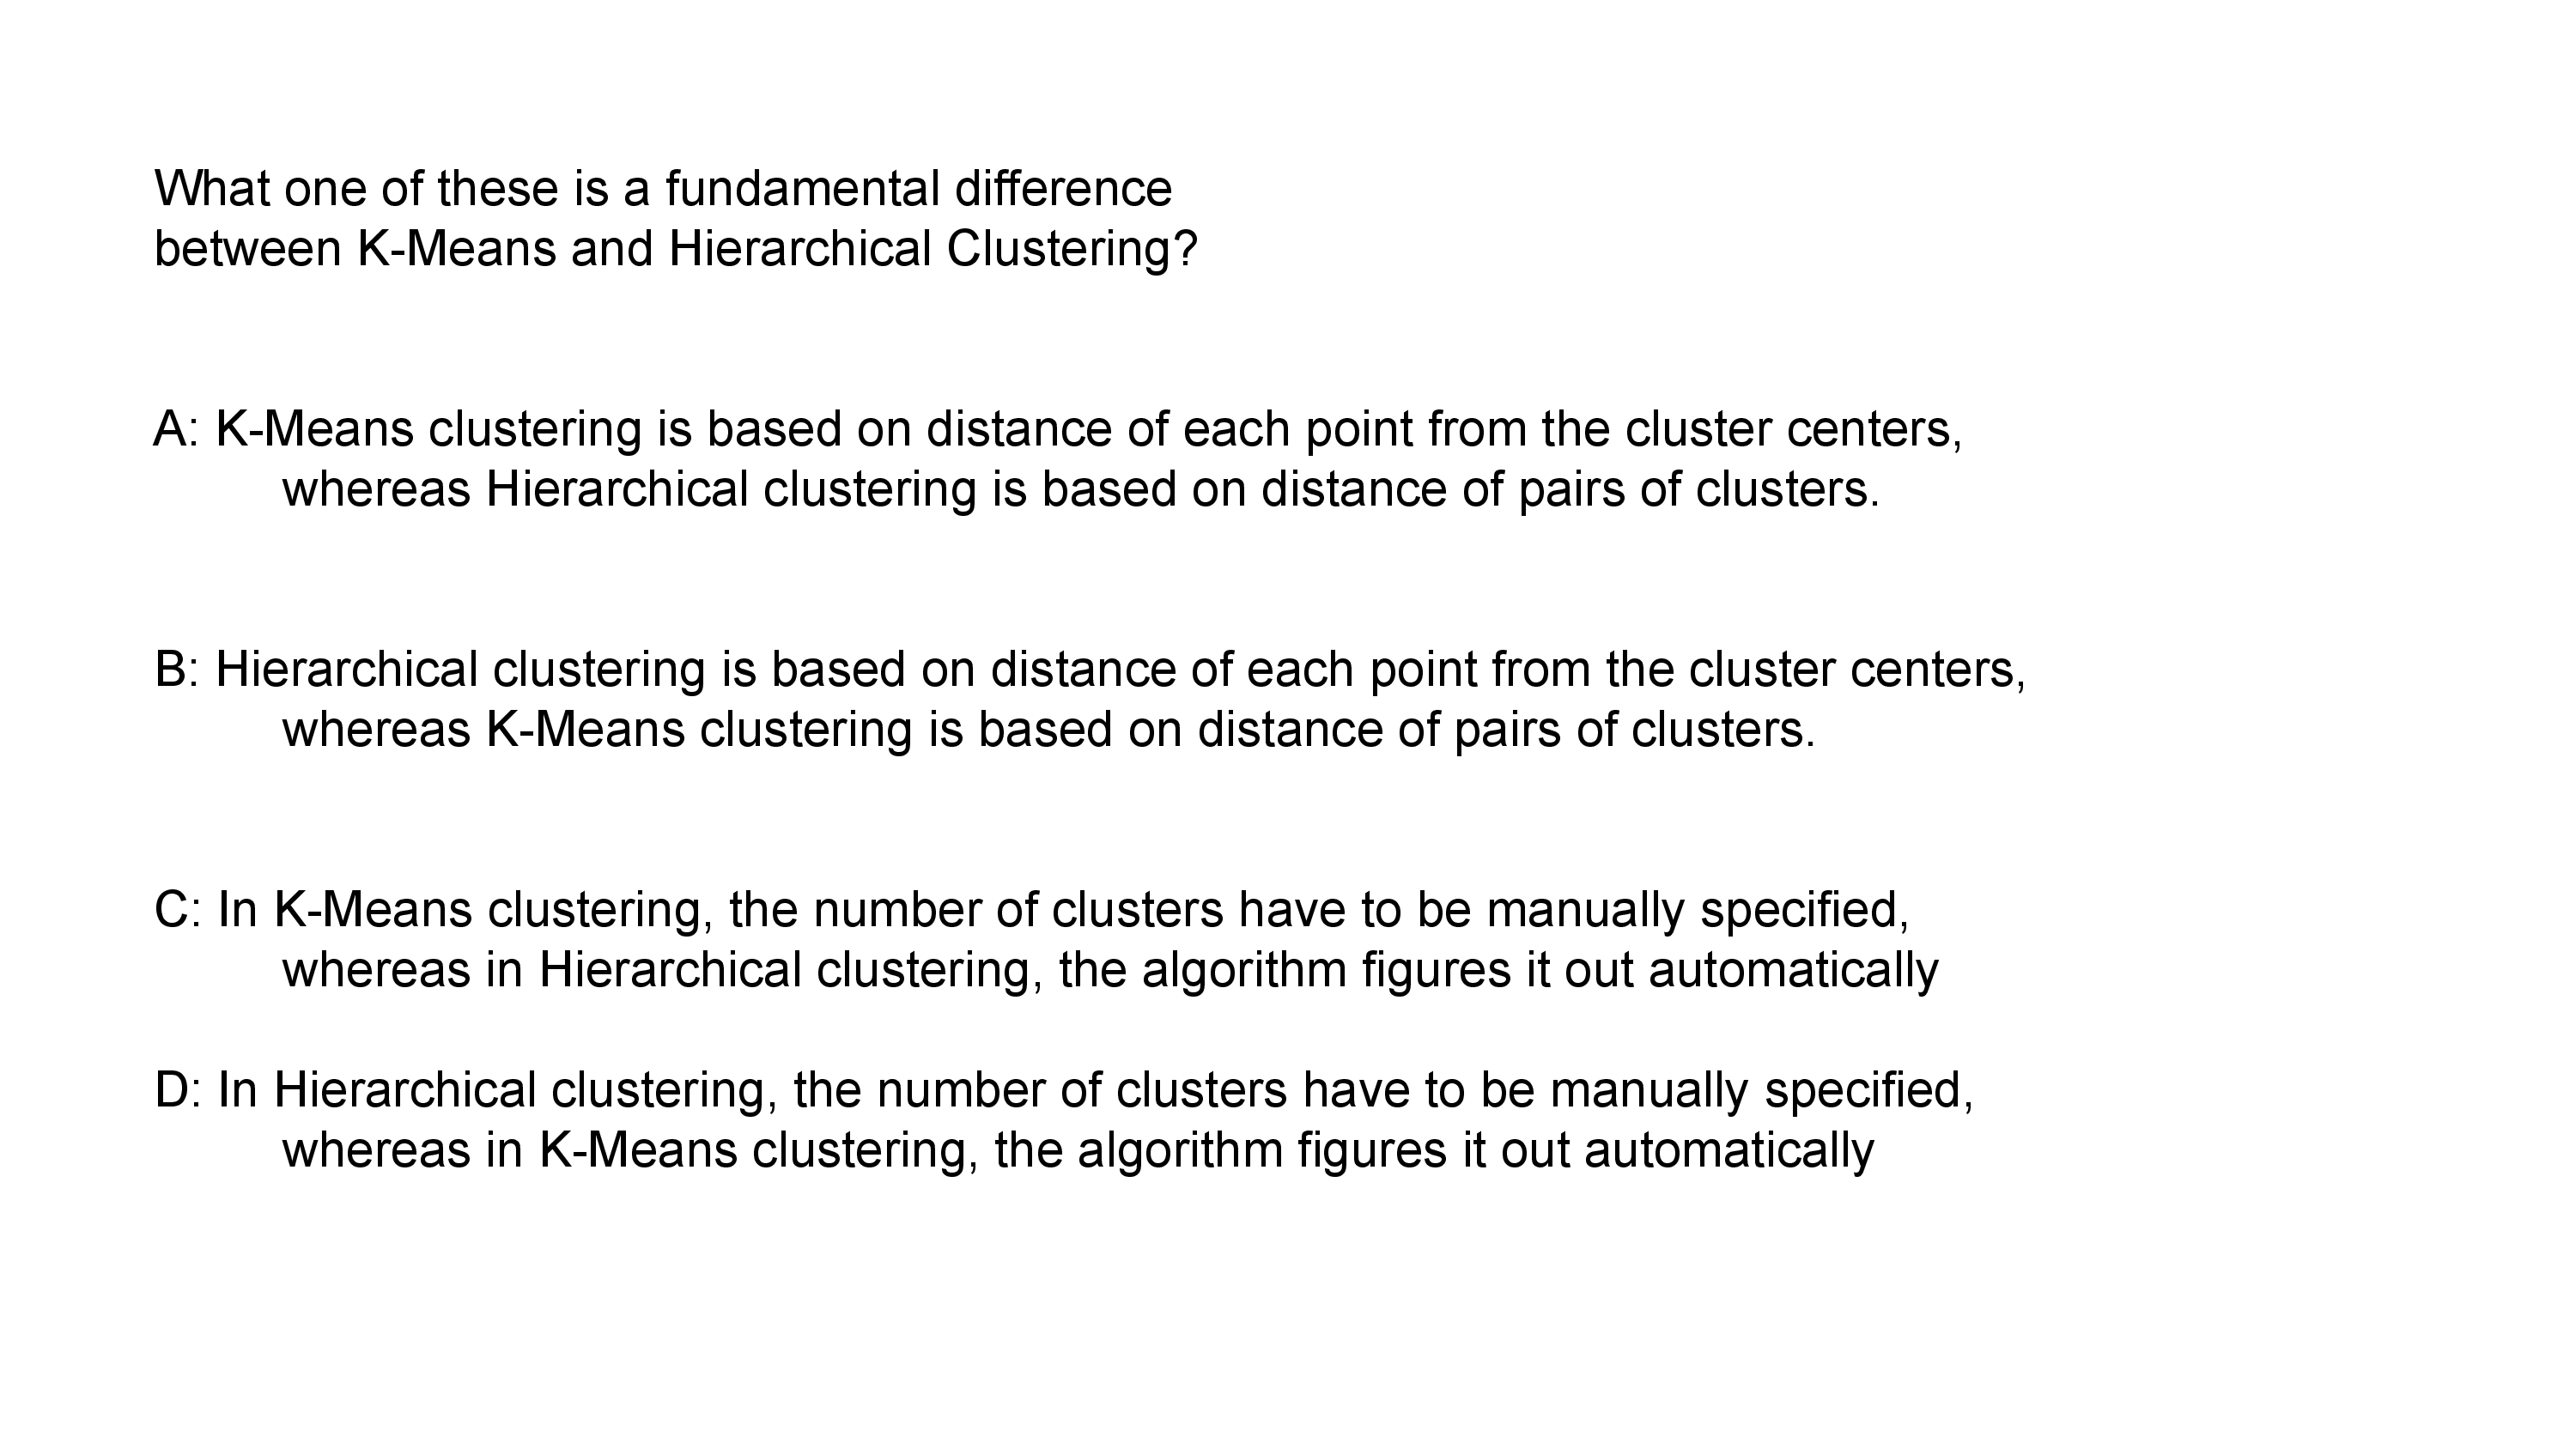 What one of these is a fundamental difference
between K-Means and Hierarchical Clustering?
A: K-Means clustering is based on distance of each point from the cluster centers,
whereas Hierarchical clustering is based on distance of pairs of clusters.
B: Hierarchical clustering is based on distance of each point from the cluster centers,
whereas K-Means clustering is based on distance of pairs of clusters.
C: In K-Means clustering, the number of clusters have to be manually specified,
whereas in Hierarchical clustering, the algorithm figures it out automatically
D: In Hierarchical clustering, the number of clusters have to be manually specified,
whereas in K-Means clustering, the algorithm figures it out automatically